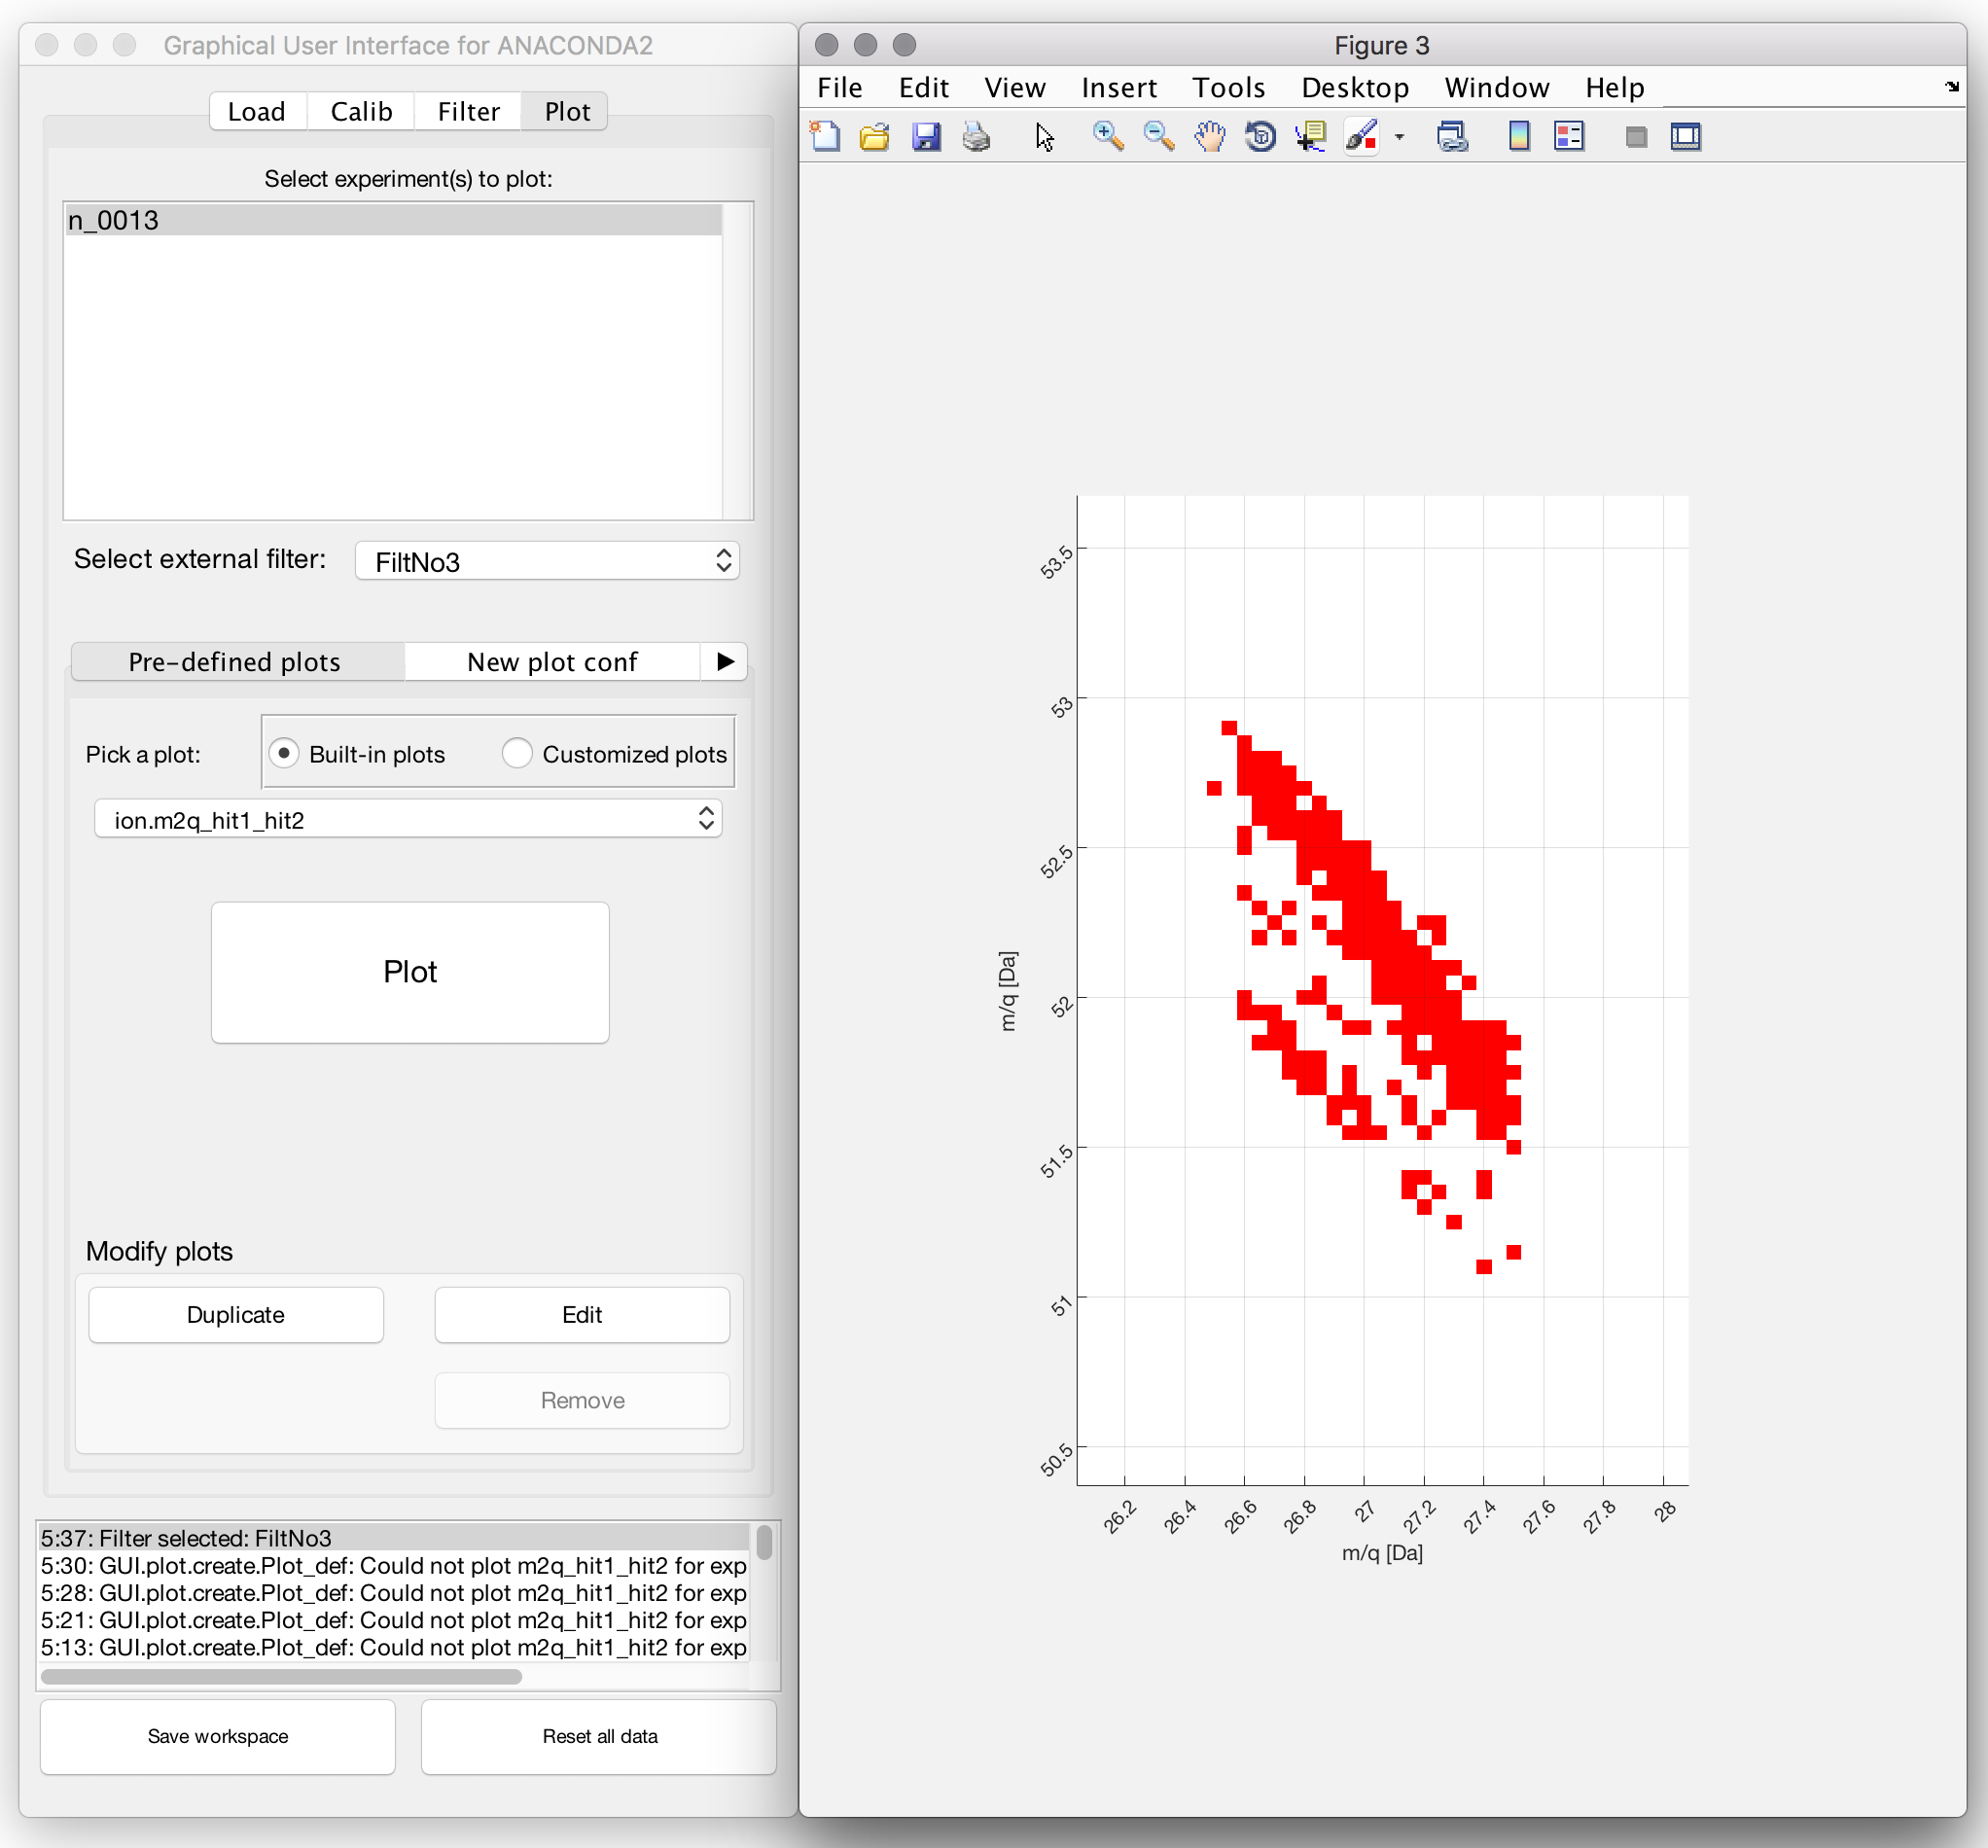 Graphical User Interface for ANACONDA2
Load Calib Filter Plot
Select experiment(s) to plot:
n_0013
Select external filter: FiltNo3
Pre-defined plots New plot conf
Pick a plot: Built-in plots Customized plots
ion.m2q_hit1_hit2
Plot
Modify plots
Duplicate Edit
Remove
5:37: Filter selected: FiltNo3
5:30: GUI.plot.create.Plot_def: Could not plot m2q_hit1_hit2 for exp
5:28: GUI.plot.create.Plot_def: Could not plot m2q_hit1_hit2 for exp
5:21: GUI.plot.create.Plot_def: Could not plot m2q_hit1_hit2 for exp
5:13: GUI.plot.create.Plot_def: Could not plot m2q_hit1_hit2 for exp
Save workspace Reset all data
Figure 3
File Edit View Insert Tools Desktop Window Help
m/q [Da]
53.5
53
52.5
52
51.5
51
50.5
26.2 26.4 26.6 26.8 27 27.2 27.4 27.6 27.8 28
m/q [Da]